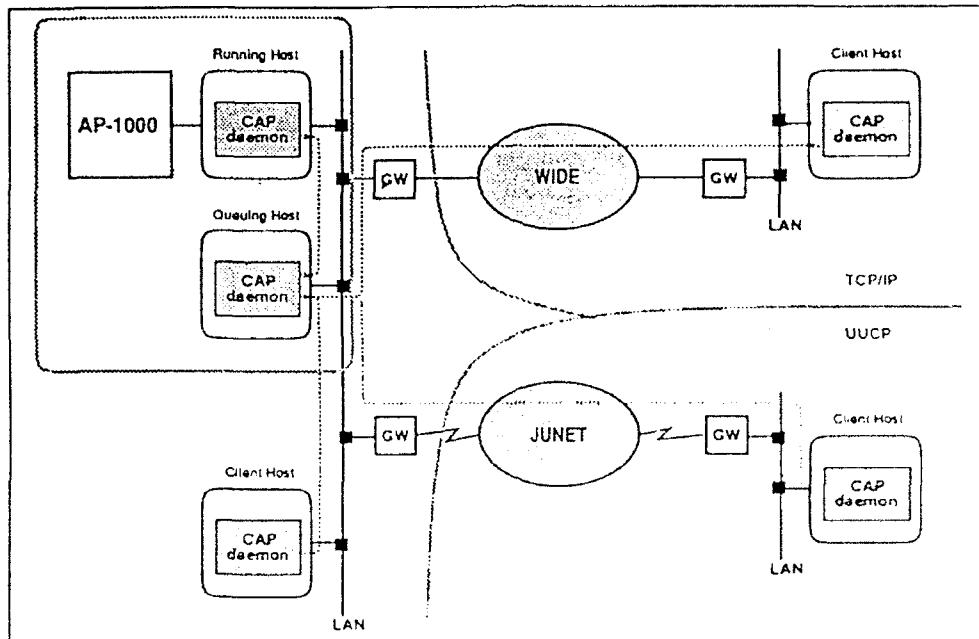 Running Host
AP-1000
CAP
daemon
Client Host
CAP
daemon
GW
WIDE
GW
LAN
Queuing Host
CAP
daemon
TCP/IP
UUCP
GW
JUNET
GW
Client Host
CAP
daemon
LAN
Client Host
CAP
daemon
LAN